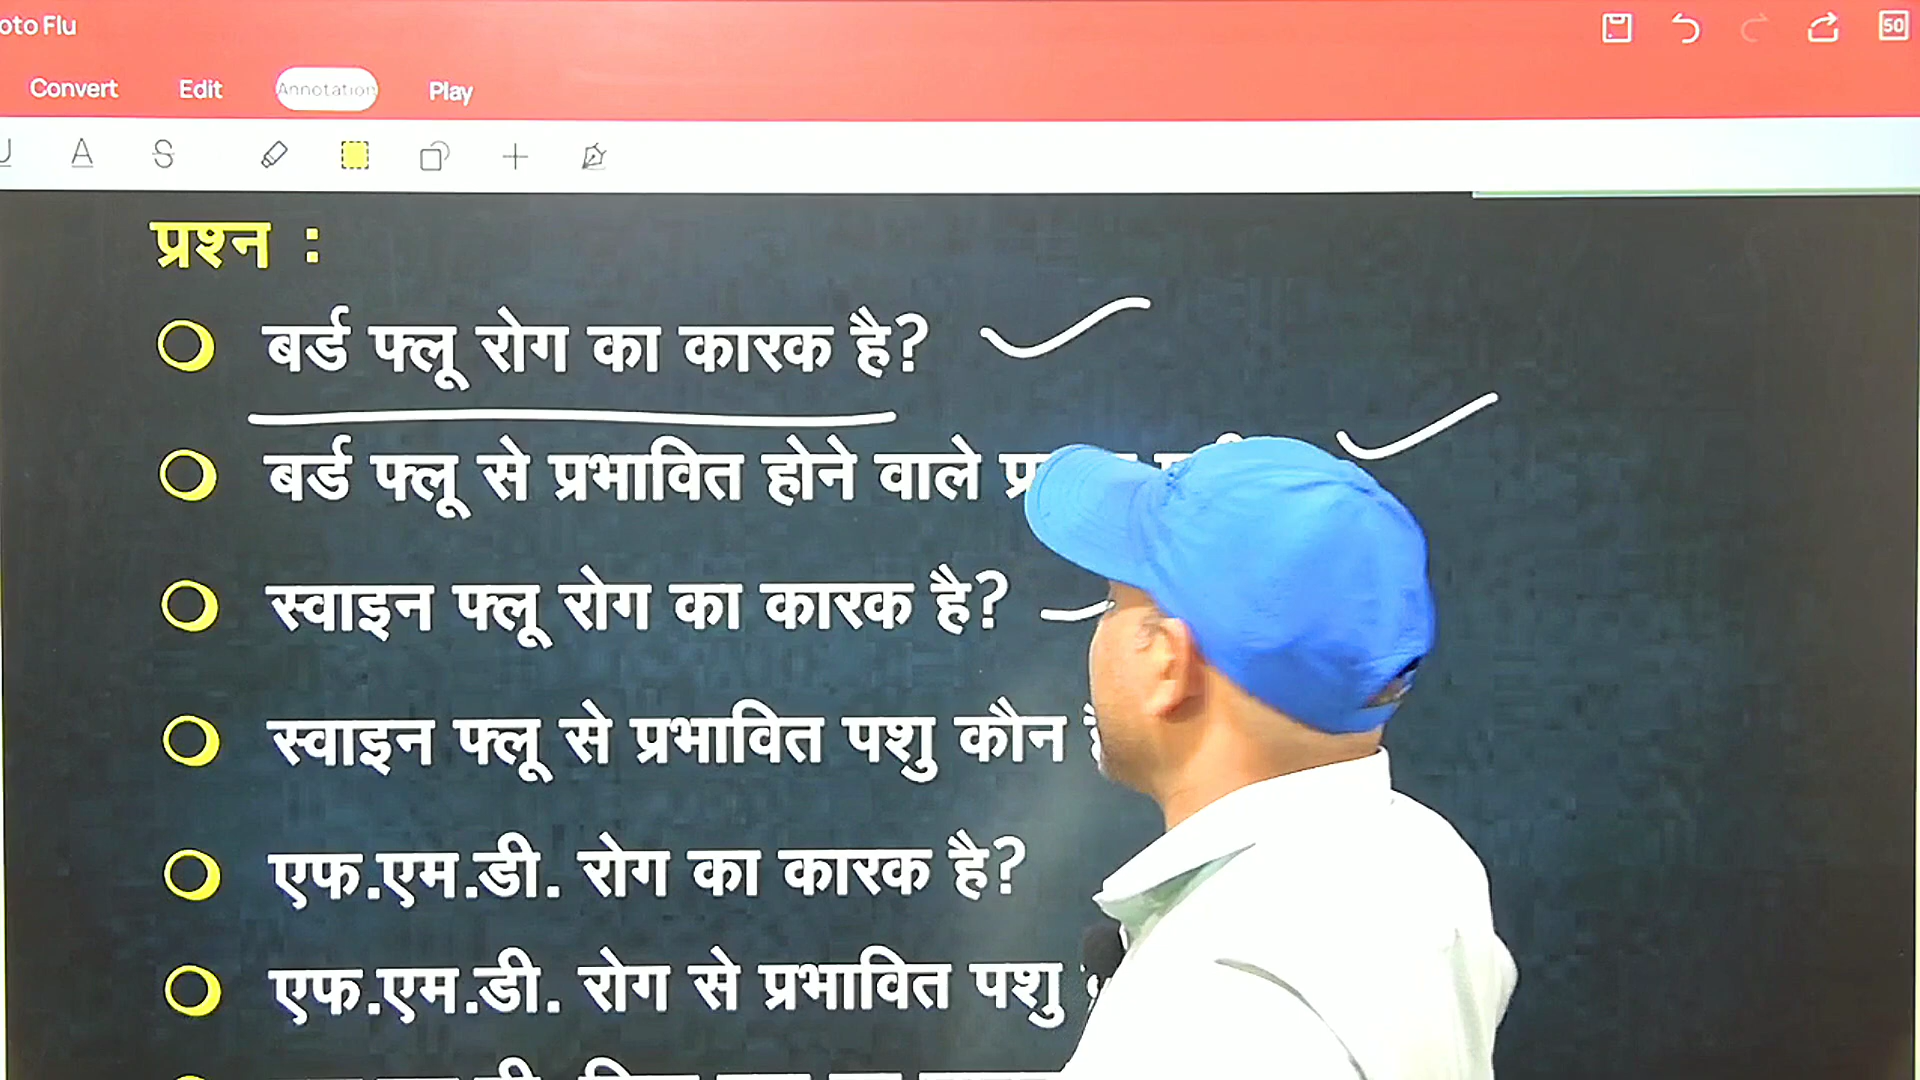 oto Flu
50
Convert Edit Annotation Play
U A S
प्रश्न :
बर्ड फ्लू रोग का कारक है?
बर्ड फ्लू से प्रभावित होने वाले
स्वाइन फ्लू रोग का कारक है?
स्वाइन फ्लू से प्रभावित पशु कौन
एफ.एम.डी. रोग का कारक है?
एफ.एम.डी. रोग से प्रभावित पशु